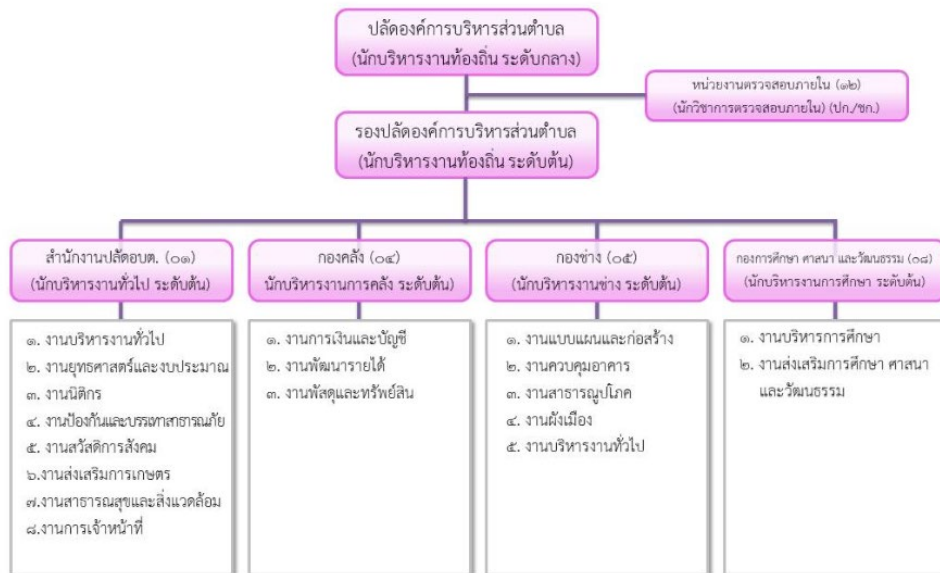 ปลัดองค์การบริหารส่วนตำบล
(นักบริหารงานท้องถิ่น ระดับกลาง)
หน่วยงานตรวจสอบภายใน (๑๒)
(นักวิชาการตรวจสอบภายใน) (ปก./ชก.)
รองปลัดองค์การบริหารส่วนตำบล
(นักบริหารงานท้องถิ่น ระดับต้น)
สำนักงานปลัดอบต. (๐๑)
(นักบริหารงานทั่วไป ระดับต้น)
๑. งานบริหารงานทั่วไป
๒. งานยุทธศาสตร์และงบประมาณ
๓. งานนิติกร
๔. งานป้องกันและบรรเทาสาธารณภัย
๕. งานสวัสดิการสังคม
๖.งานส่งเสริมการเกษตร
๗.งานสาธารณสุขและสิ่งแวดล้อม
๘.งานการเจ้าหน้าที่
กองคลัง (๐๔)
(นักบริหารงานการคลัง ระดับต้น)
๑. งานการเงินและบัญชี
๒. งานพัฒนารายได้
๓. งานพัสดุและทรัพย์สิน
กองช่าง (๐๕)
(นักบริหารงานช่าง ระดับต้น)
๑. งานแบบแผนและก่อสร้าง
๒. งานควบคุมอาคาร
๓. งานสาธารณูปโภค
๔. งานผังเมือง
๕. งานบริหารงานทั่วไป
กองการศึกษา ศาสนา และวัฒนธรรม (๐๘)
(นักบริหารงานการศึกษา ระดับต้น)
๑. งานบริหารการศึกษา
๒. งานส่งเสริมการศึกษา ศาสนา
และวัฒนธรรม